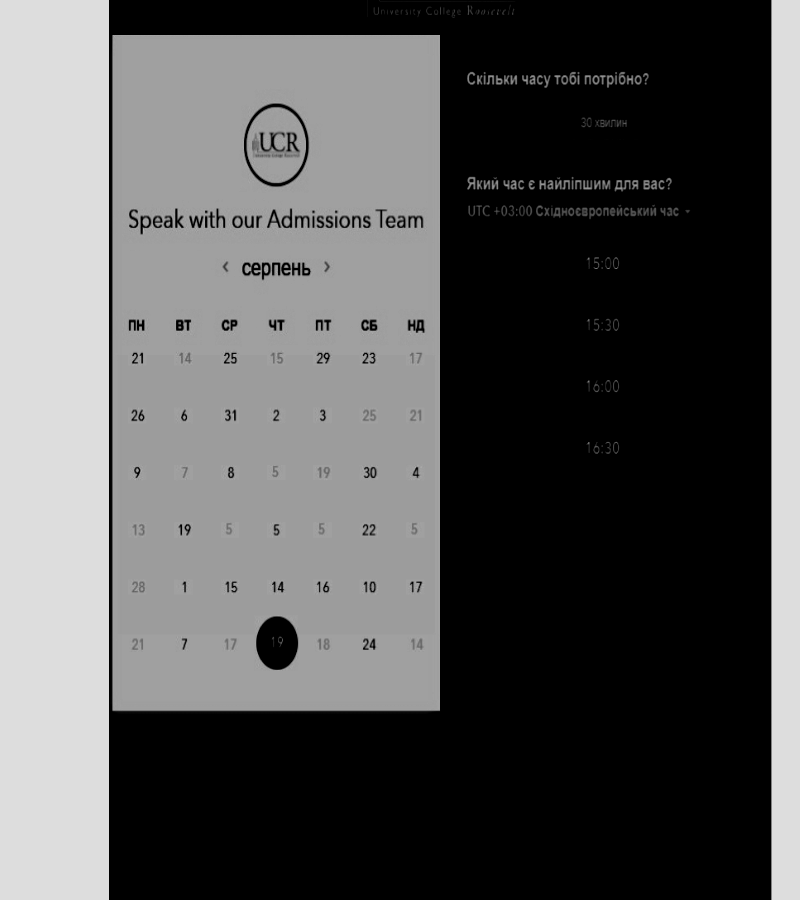 University College Roosevelt
UCR
Speak with our Admissions Team
‹ серпень ›
ПН ВТ СР ЧТ ПТ СБ НД
21 14 25 15 29 23 17
26 6 31 2 3 25 21
9 7 8 5 19 30 4
13 19 5 5 5 22 5
28 1 15 14 16 10 17
21 7 17 19 18 24 14
Скільки часу тобі потрібно?
30 хвилин
Який час є найліпшим для вас?
UTC +03:00 Східноєвропейський час
15:00
15:30
16:00
16:30